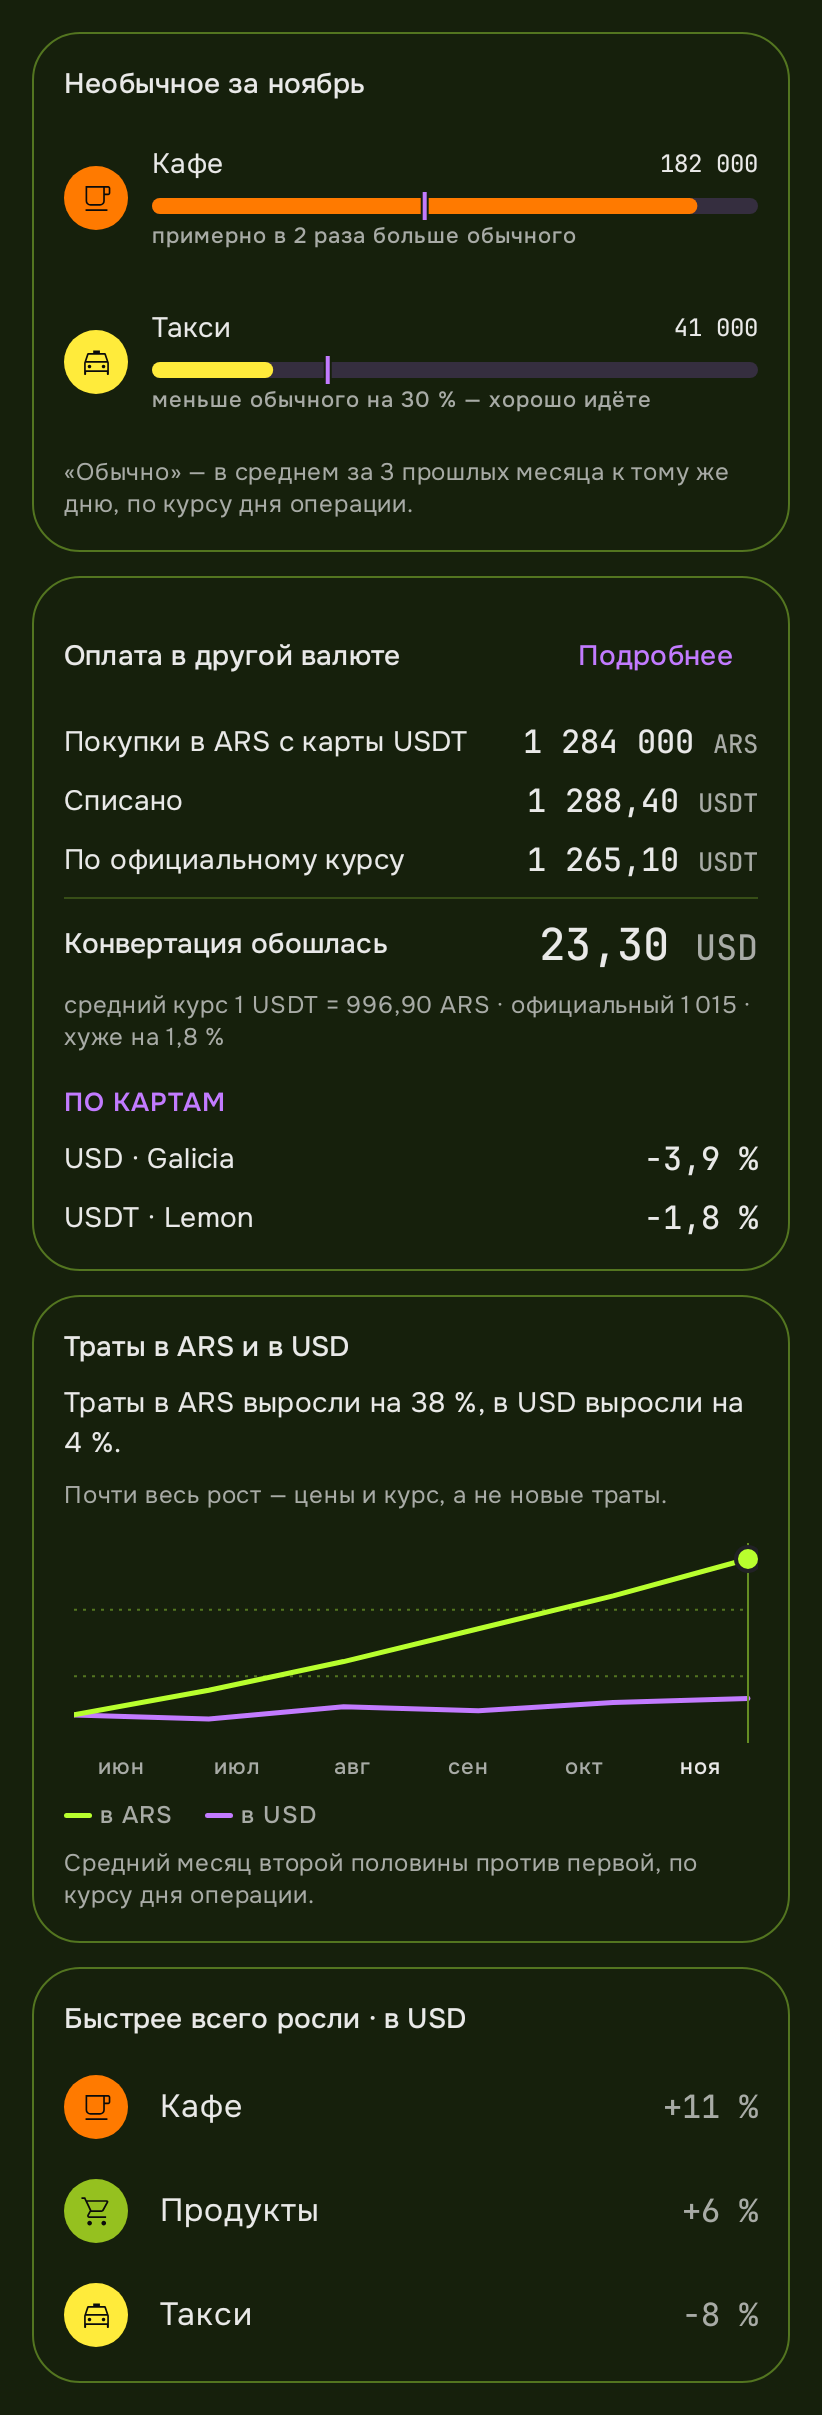 Необычное за ноябрь
Кафе 182 000
примерно в 2 раза больше обычного
Такси 41 000
меньше обычного на 30 % — хорошо идёте
«Обычно» — в среднем за 3 прошлых месяца к тому же
дню, по курсу дня операции.
Оплата в другой валюте Подробнее
Покупки в ARS с карты USDT 1 284 000 ARS
Списано 1 288,40 USDT
По официальному курсу 1 265,10 USDT
Конвертация обошлась 23,30 USD
средний курс 1 USDT = 996,90 ARS · официальный 1 015 ·
хуже на 1,8 %
ПО КАРТАМ
USD · Galicia -3,9 %
USDT · Lemon -1,8 %
Траты в ARS и в USD
Траты в ARS выросли на 38 %, в USD выросли на
4 %.
Почти весь рост — цены и курс, а не новые траты.
июн июл авг сен окт ноя
в ARS в USD
Средний месяц второй половины против первой, по
курсу дня операции.
Быстрее всего росли · в USD
Кафе +11 %
Продукты +6 %
Такси -8 %